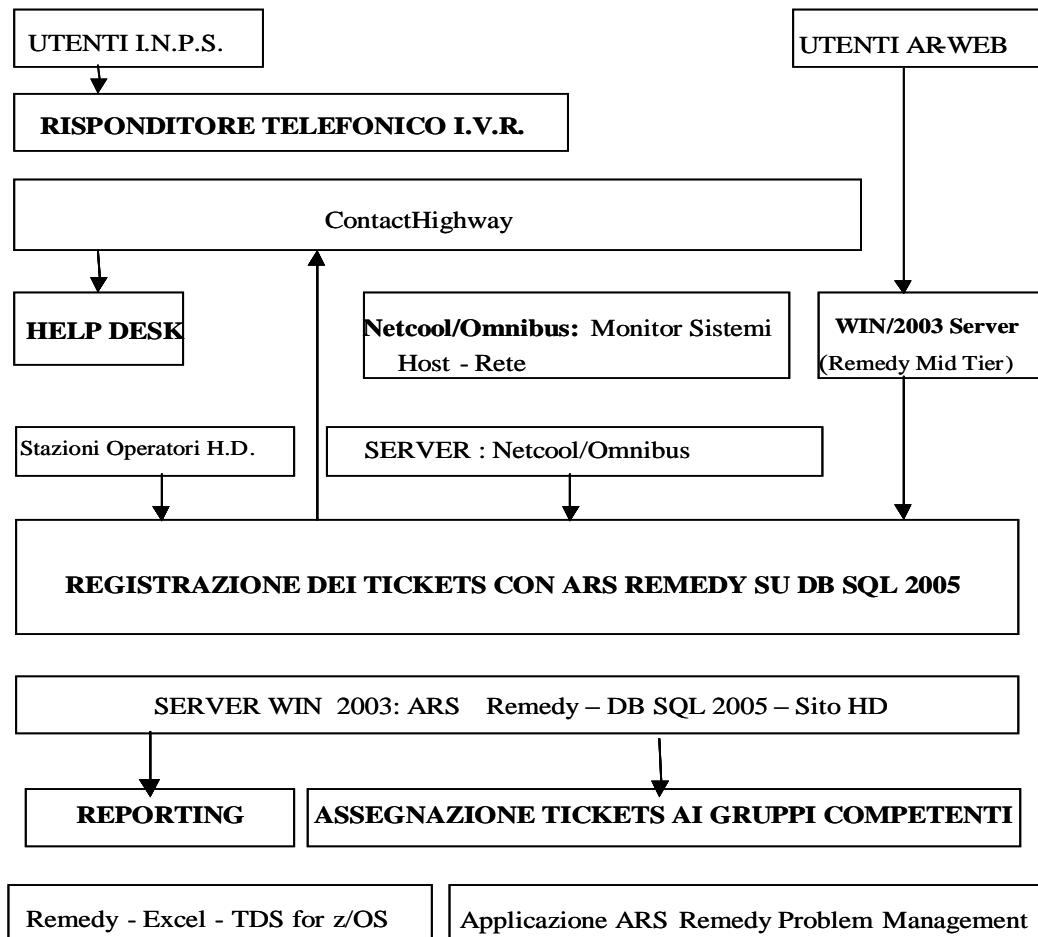 UTENTI I.N.P.S.
UTENTI AR-WEB
RISPONDITORE TELEFONICO I.V.R.
ContactHighway
HELP DESK
Netcool/Omnibus: Monitor Sistemi
Host - Rete
WIN/2003 Server
(Remedy Mid Tier)
Stazioni Operatori H.D.
SERVER : Netcool/Omnibus
REGISTRAZIONE DEI TICKETS CON ARS REMEDY SU DB SQL 2005
SERVER WIN 2003: ARS Remedy – DB SQL 2005 – Sito HD
REPORTING
ASSEGNAZIONE TICKETS AI GRUPPI COMPETENTI
Remedy - Excel - TDS for z/OS
Applicazione ARS Remedy Problem Management